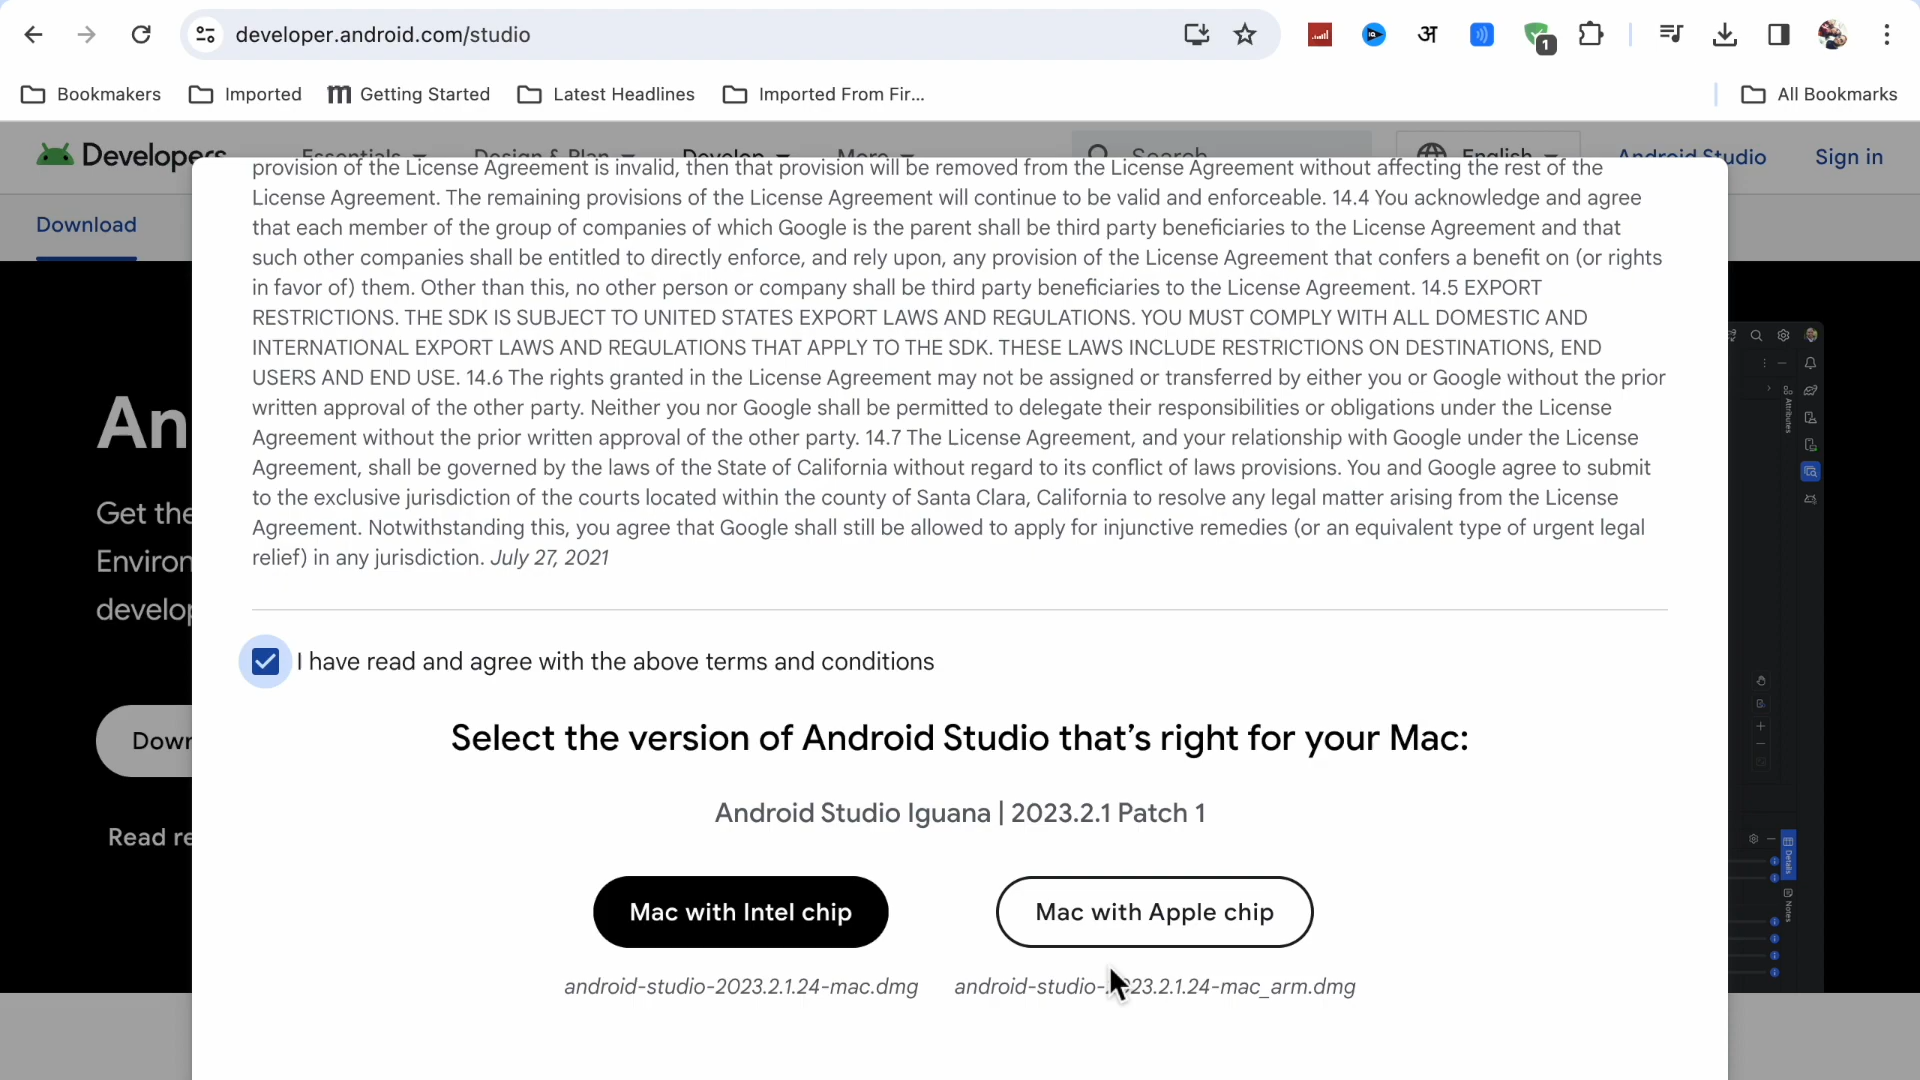 developer.android.com/studio
अ
1
Bookmakers
Imported
Getting Started
Latest Headlines
Imported From Fir...
All Bookmarks
Developers
Essentials
Design & Plan
Develop
More
Search
English
Android Studio
Sign in
Download
provision of the License Agreement is invalid, then that provision will be removed from the License Agreement without affecting the rest of the
License Agreement. The remaining provisions of the License Agreement will continue to be valid and enforceable. 14.4 You acknowledge and agree
that each member of the group of companies of which Google is the parent shall be third party beneficiaries to the License Agreement and that
such other companies shall be entitled to directly enforce, and rely upon, any provision of the License Agreement that confers a benefit on (or rights
in favor of) them. Other than this, no other person or company shall be third party beneficiaries to the License Agreement. 14.5 EXPORT
RESTRICTIONS. THE SDK IS SUBJECT TO UNITED STATES EXPORT LAWS AND REGULATIONS. YOU MUST COMPLY WITH ALL DOMESTIC AND
INTERNATIONAL EXPORT LAWS AND REGULATIONS THAT APPLY TO THE SDK. THESE LAWS INCLUDE RESTRICTIONS ON DESTINATIONS, END
USERS AND END USE. 14.6 The rights granted in the License Agreement may not be assigned or transferred by either you or Google without the prior
written approval of the other party. Neither you nor Google shall be permitted to delegate their responsibilities or obligations under the License
Agreement without the prior written approval of the other party. 14.7 The License Agreement, and your relationship with Google under the License
Agreement, shall be governed by the laws of the State of California without regard to its conflict of laws provisions. You and Google agree to submit
to the exclusive jurisdiction of the courts located within the county of Santa Clara, California to resolve any legal matter arising from the License
Agreement. Notwithstanding this, you agree that Google shall still be allowed to apply for injunctive remedies (or an equivalent type of urgent legal
relief) in any jurisdiction. July 27, 2021
An
Get the
Environ
develop
Down
Read re
Attributes
Details
Notes
I have read and agree with the above terms and conditions
Select the version of Android Studio that's right for your Mac:
Android Studio Iguana | 2023.2.1 Patch 1
Mac with Intel chip
Mac with Apple chip
android-studio-2023.2.1.24-mac.dmg
android-studio-2023.2.1.24-mac_arm.dmg